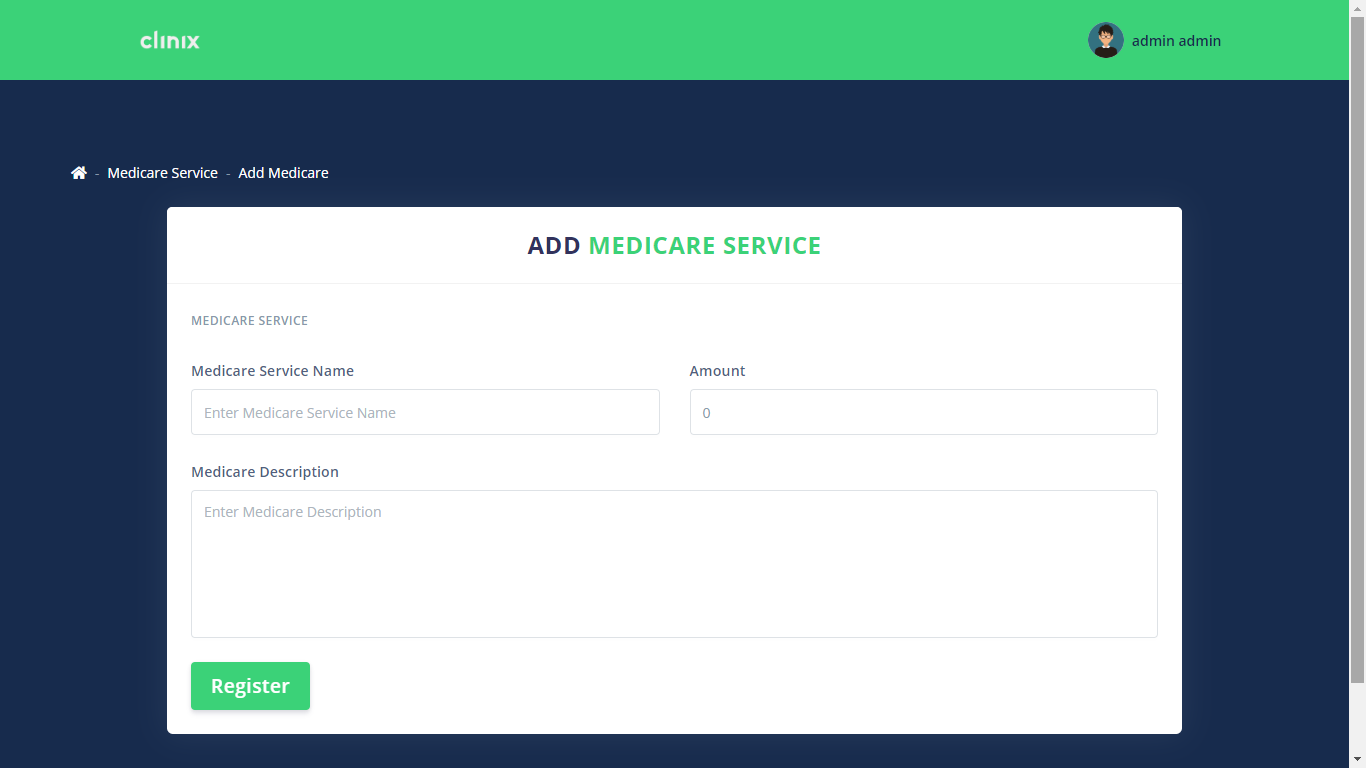 clinix
admin admin
- Medicare Service - Add Medicare
ADD MEDICARE SERVICE
MEDICARE SERVICE
Medicare Service Name
Amount
Enter Medicare Service Name
0
Medicare Description
Enter Medicare Description
Register